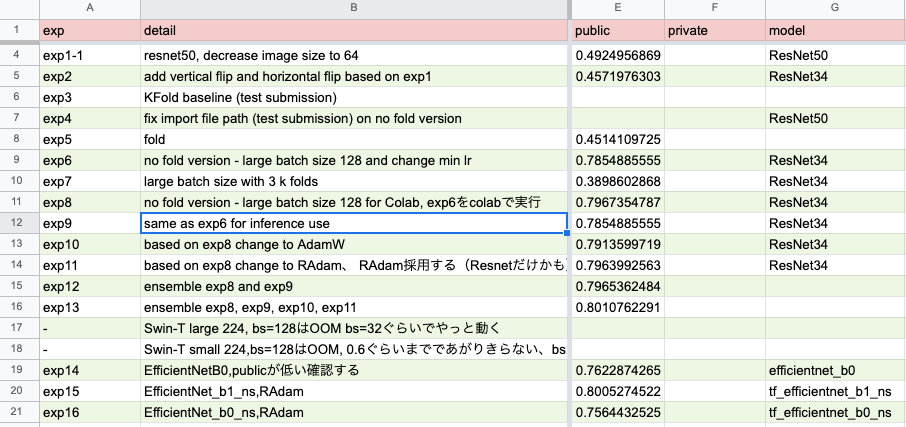 A B E F G
1 exp detail public private model
4 exp1-1 resnet50, decrease image size to 64 0.4924956869 ResNet50
5 exp2 add vertical flip and horizontal flip based on exp1 0.4571976303 ResNet34
6 exp3 KFold baseline (test submission)
7 exp4 fix import file path (test submission) on no fold version ResNet50
8 exp5 fold 0.4514109725
9 exp6 no fold version - large batch size 128 and change min lr 0.7854885555 ResNet34
10 exp7 large batch size with 3 k folds 0.3898602868 ResNet34
11 exp8 no fold version - large batch size 128 for Colab, exp6をcolabで実行 0.7967354787 ResNet34
12 exp9 same as exp6 for inference use 0.7854885555 ResNet34
13 exp10 based on exp8 change to AdamW 0.7913599719 ResNet34
14 exp11 based on exp8 change to RAdam、 RAdam採用する（Resnetだけかも 0.7963992563 ResNet34
15 exp12 ensemble exp8 and exp9 0.7965362484
16 exp13 ensemble exp8, exp9, exp10, exp11 0.8010762291
17 - Swin-T large 224, bs=128はOOM bs=32ぐらいでやっと動く
18 - Swin-T small 224,bs=128はOOM, 0.6ぐらいまでであがりきらない、bs
19 exp14 EfficientNetB0,publicが低い確認する 0.7622874265 efficientnet_b0
20 exp15 EfficientNet_b1_ns,RAdam 0.8005274522 tf_efficientnet_b1_ns
21 exp16 EfficientNet_b0_ns,RAdam 0.7564432525 tf_efficientnet_b0_ns